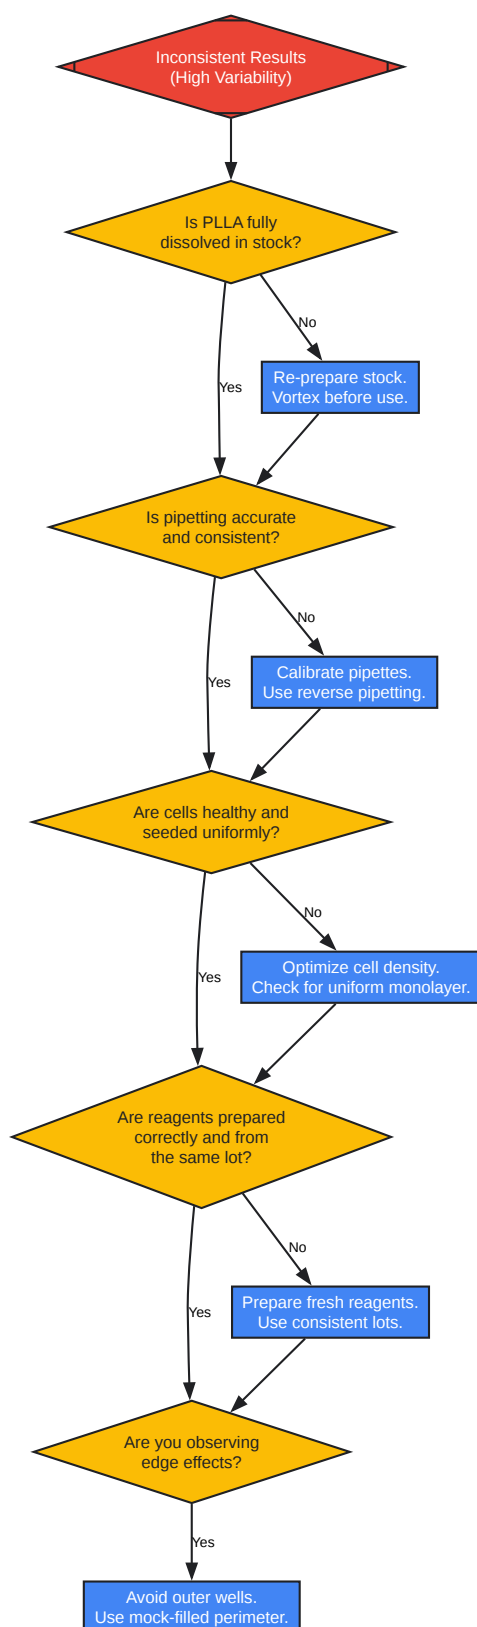 Inconsistent Results
(High Variability)
Is PLLA fully
dissolved in stock?
No
Re-prepare stock.
Vortex before use.
Yes
Is pipetting accurate
and consistent?
No
Calibrate pipettes.
Use reverse pipetting.
Yes
Are cells healthy and
seeded uniformly?
No
Optimize cell density.
Check for uniform monolayer.
Yes
Are reagents prepared
correctly and from
the same lot?
No
Prepare fresh reagents.
Use consistent lots.
Yes
Are you observing
edge effects?
Yes
Avoid outer wells.
Use mock-filled perimeter.